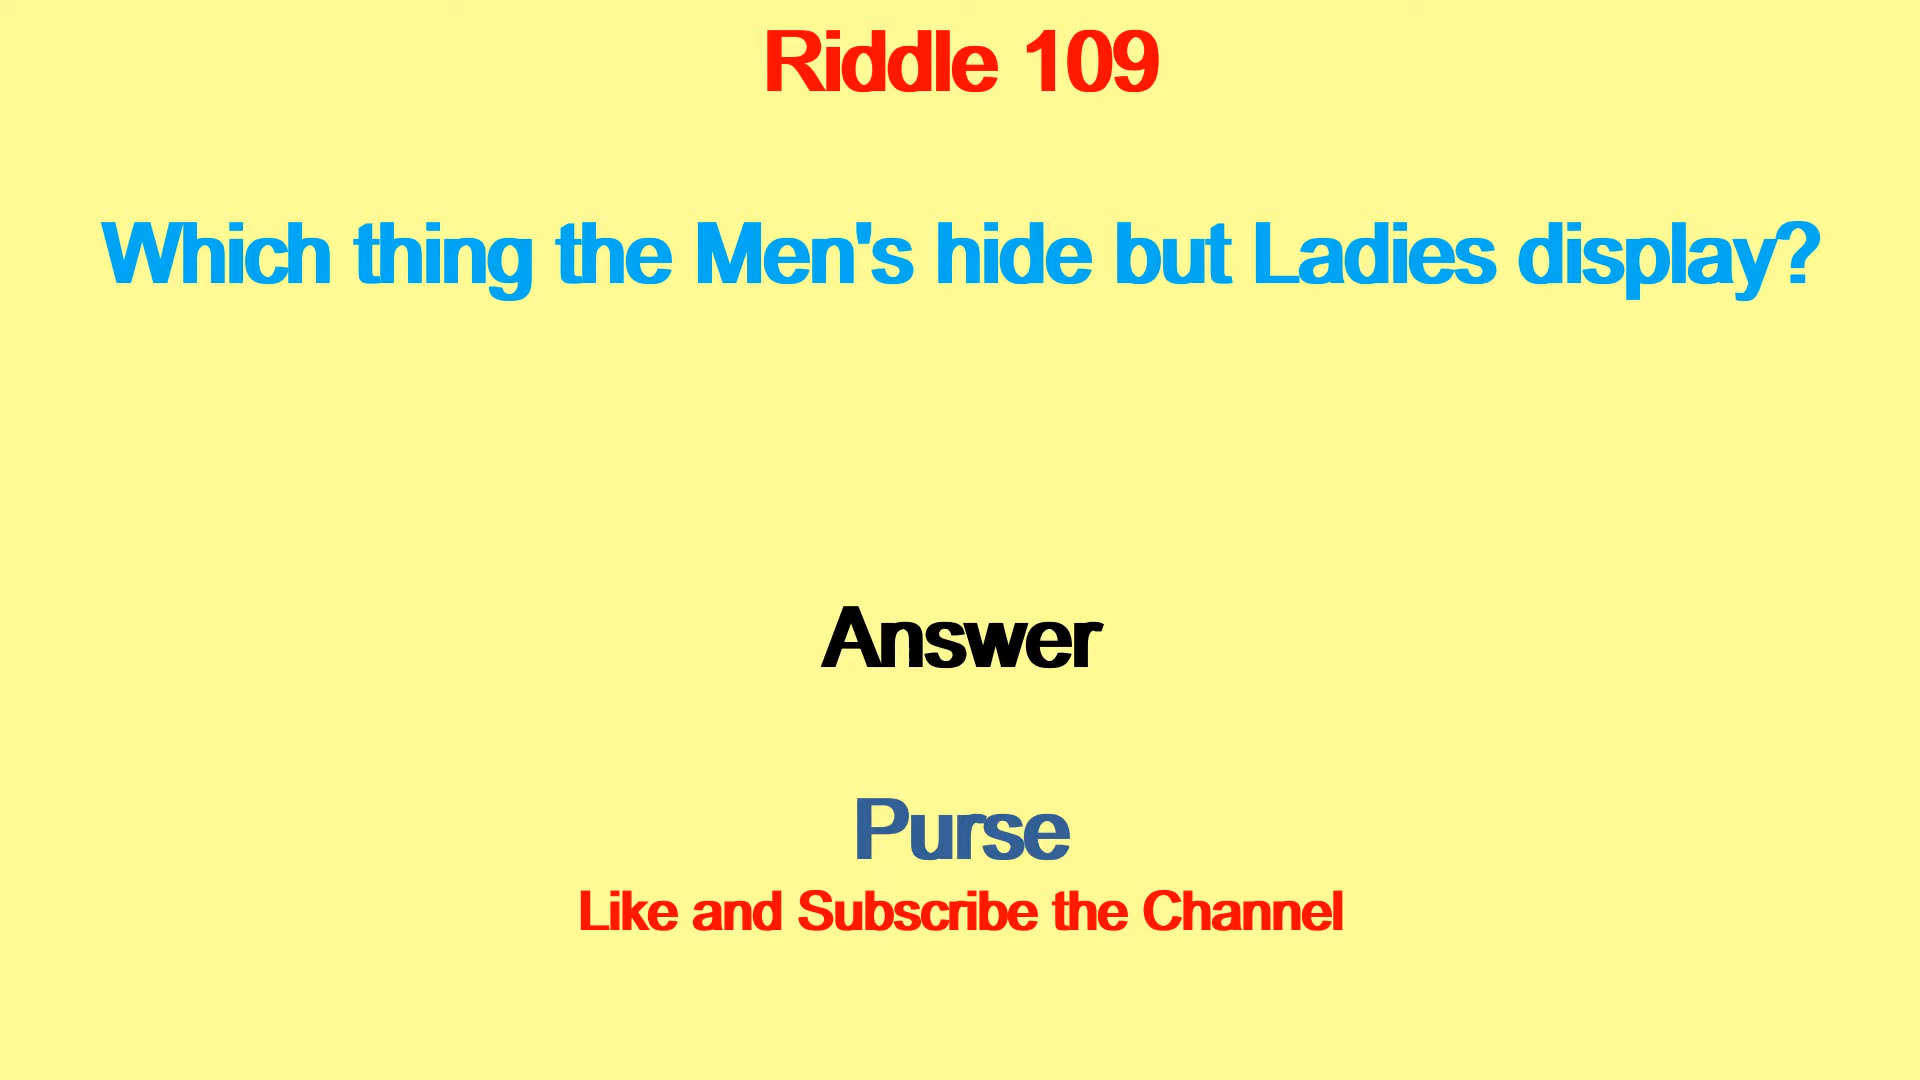 Riddle 109
Which thing the Men's hide but Ladies display?
Answer
Purse
Like and Subscribe the Channel